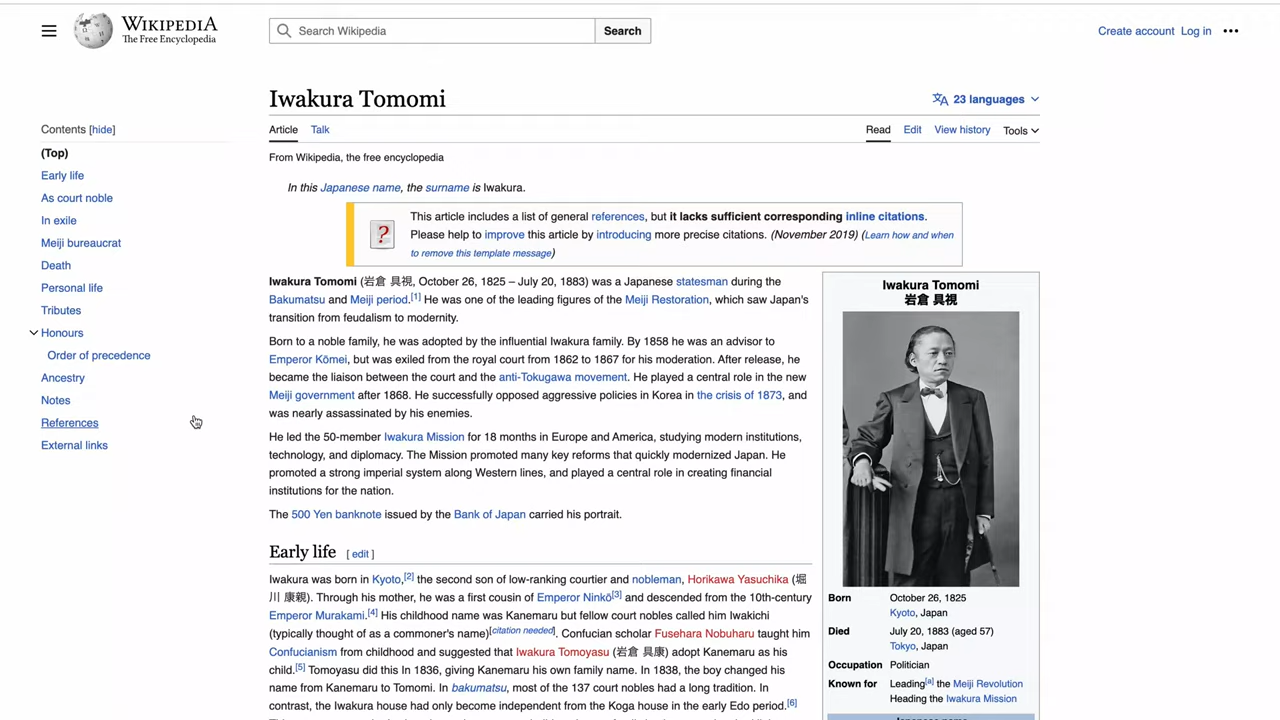 WIKIPEDIA
The Free Encyclopedia
Search Wikipedia
Search
Create account Log in
Iwakura Tomomi
23 languages
Article Talk
Read Edit View history Tools
From Wikipedia, the free encyclopedia
Contents [hide]
(Top)
Early life
As court noble
In exile
Meiji bureaucrat
Death
Personal life
Tributes
Honours
Order of precedence
Ancestry
Notes
References
External links
In this Japanese name, the surname is Iwakura.
This article includes a list of general references, but it lacks sufficient corresponding inline citations.
Please help to improve this article by introducing more precise citations. (November 2019) (Learn how and when
to remove this template message)
Iwakura Tomomi (岩倉 具視, October 26, 1825 – July 20, 1883) was a Japanese statesman during the
Bakumatsu and Meiji period.[1] He was one of the leading figures of the Meiji Restoration, which saw Japan's
transition from feudalism to modernity.
Born to a noble family, he was adopted by the influential Iwakura family. By 1858 he was an advisor to
Emperor Kōmei, but was exiled from the royal court from 1862 to 1867 for his moderation. After release, he
became the liaison between the court and the anti-Tokugawa movement. He played a central role in the new
Meiji government after 1868. He successfully opposed aggressive policies in Korea in the crisis of 1873, and
was nearly assassinated by his enemies.
He led the 50-member Iwakura Mission for 18 months in Europe and America, studying modern institutions,
technology, and diplomacy. The Mission promoted many key reforms that quickly modernized Japan. He
promoted a strong imperial system along Western lines, and played a central role in creating financial
institutions for the nation.
The 500 Yen banknote issued by the Bank of Japan carried his portrait.
Early life [ edit ]
Iwakura was born in Kyoto,[2] the second son of low-ranking courtier and nobleman, Horikawa Yasuchika (堀
川 康親). Through his mother, he was a first cousin of Emperor Ninkō[3] and descended from the 10th-century
Emperor Murakami.[4] His childhood name was Kanemaru but fellow court nobles called him Iwakichi
(typically thought of as a commoner's name)[citation needed]. Confucian scholar Fusehara Nobuharu taught him
Confucianism from childhood and suggested that Iwakura Tomoyasu (岩倉 具康) adopt Kanemaru as his
child.[5] Tomoyasu did this In 1836, giving Kanemaru his own family name. In 1838, the boy changed his
name from Kanemaru to Tomomi. In bakumatsu, most of the 137 court nobles had a long tradition. In
contrast, the Iwakura house had only become independent from the Koga house in the early Edo period.[6]
Iwakura Tomomi
岩倉 具視
Born October 26, 1825
Kyoto, Japan
Died July 20, 1883 (aged 57)
Tokyo, Japan
Occupation Politician
Known for Leading[a] the Meiji Revolution
Heading the Iwakura Mission